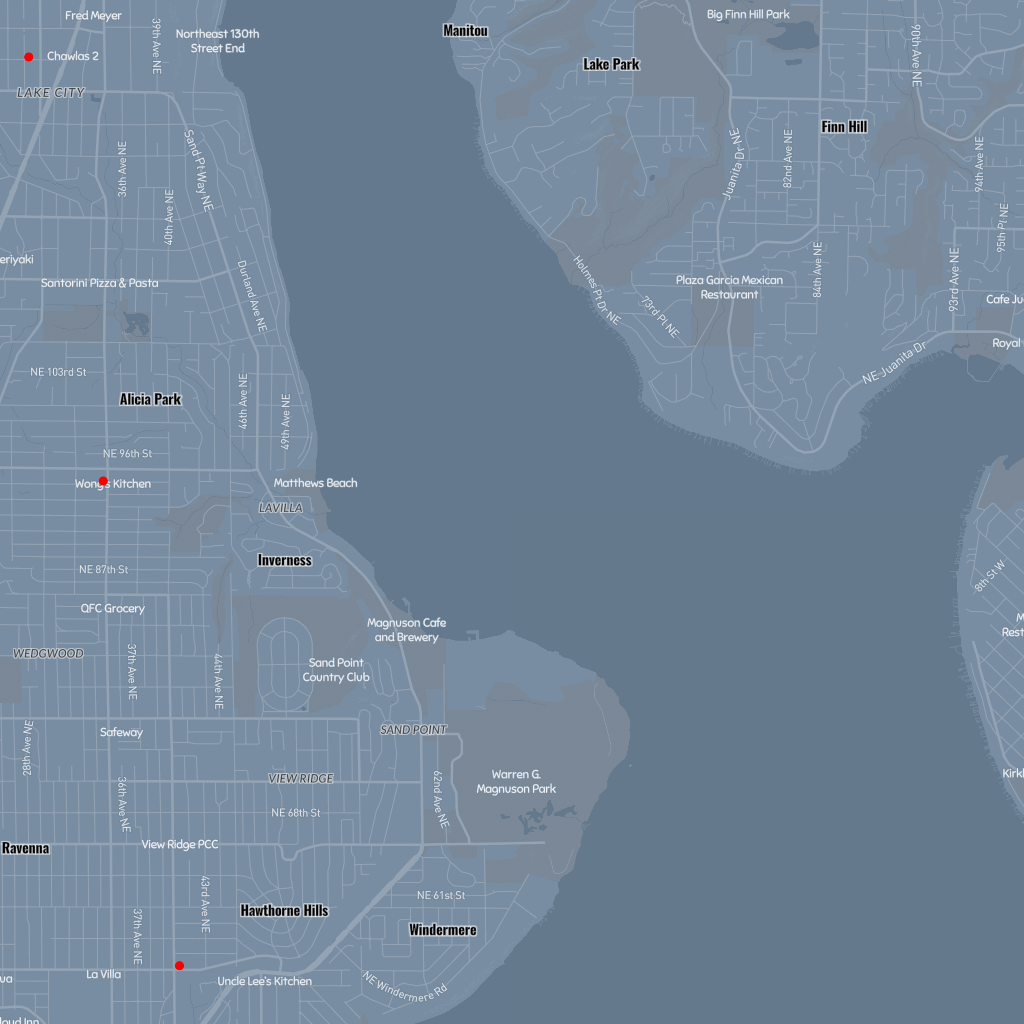 Fred Meyer
39th Ave NE
Northeast 130th
Street End
Manitou
Big Finn Hill Park
90th Ave NE
Chawlas 2
Lake Park
LAKE CITY
Finn Hill
Sand Pt Way NE
36th Ave NE
Juanita Dr NE
82nd Ave NE
94th Ave NE
40th Ave NE
95th Pl NE
eriyaki
Santorini Pizza & Pasta
Durland Ave NE
Holmes Pt Dr NE
Plaza Garcia Mexican
Restaurant
84th Ave NE
93rd Ave NE
Cafe Ju
73rd Pl NE
Royal
NE 103rd St
NE Juanita Dr
Alicia Park
46th Ave NE
49th Ave NE
NE 96th St
Wong's Kitchen
Matthews Beach
LAVILLA
Inverness
NE 87th St
8th St W
QFC Grocery
Magnuson Cafe
and Brewery
M
Rest
WEDGWOOD
37th Ave NE
44th Ave NE
Sand Point
Country Club
28th Ave NE
Safeway
SAND POINT
VIEW RIDGE
Warren G.
Magnuson Park
Kirkl
36th Ave NE
62nd Ave NE
NE 68th St
Ravenna
View Ridge PCC
43rd Ave NE
NE 61st St
37th Ave NE
Hawthorne Hills
Windermere
ua
La Villa
Uncle Lee's Kitchen
NE Windermere Rd
loud Inn